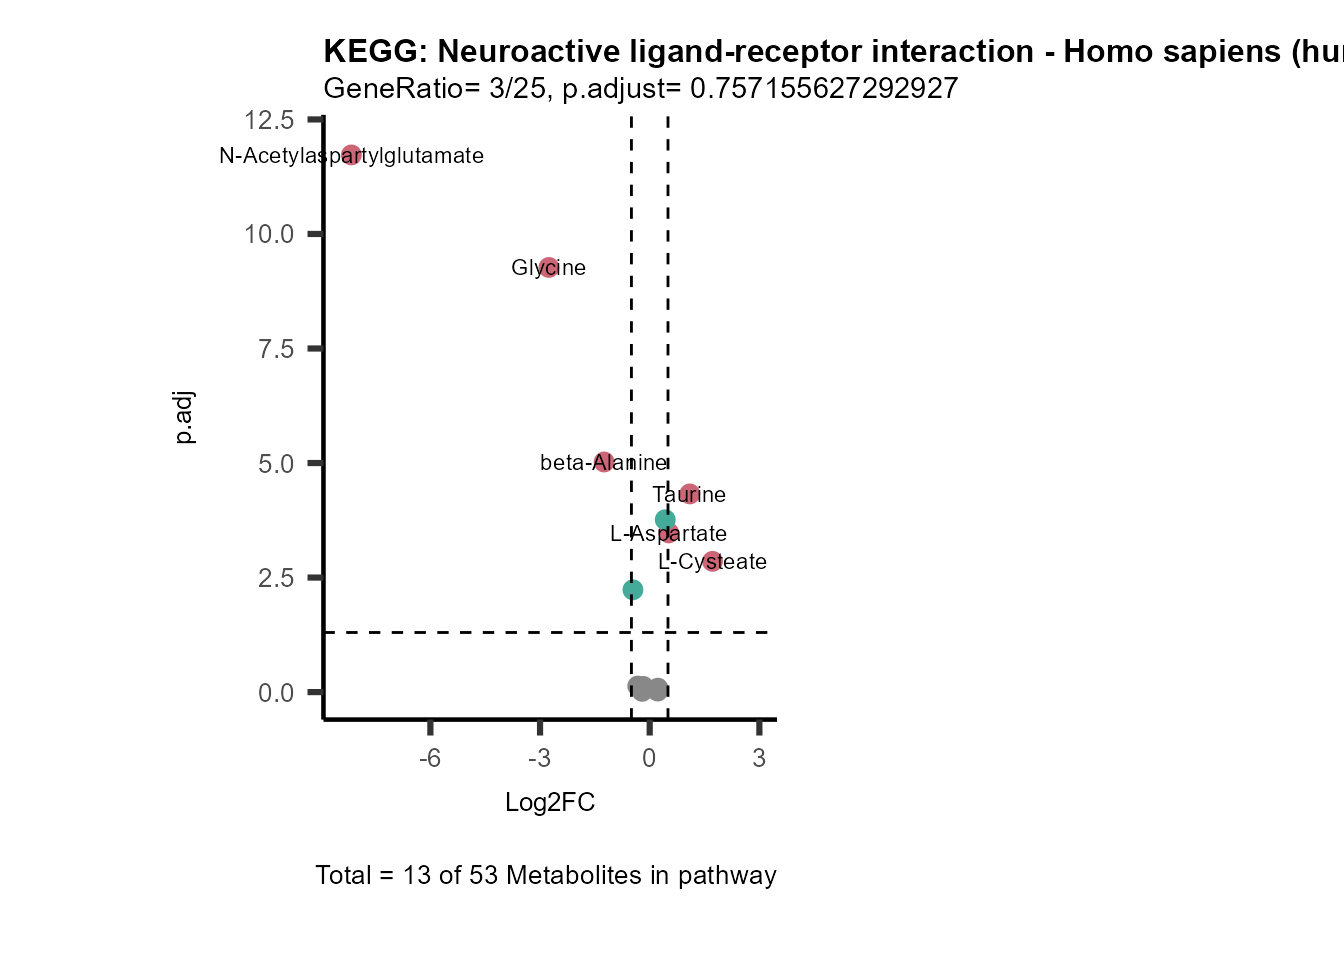 KEGG: Neuroactive ligand-receptor interaction - Homo sapiens (hu
GeneRatio= 3/25, p.adjust= 0.757155627292927
12.5
N-Acetylaspartylglutamate
10.0
Glycine
7.5
p.adj
5.0
beta-Alanine
Taurine
L-Aspartate
L-Cysteate
2.5
0.0
-6 -3 0 3
Log2FC
Total = 13 of 53 Metabolites in pathway